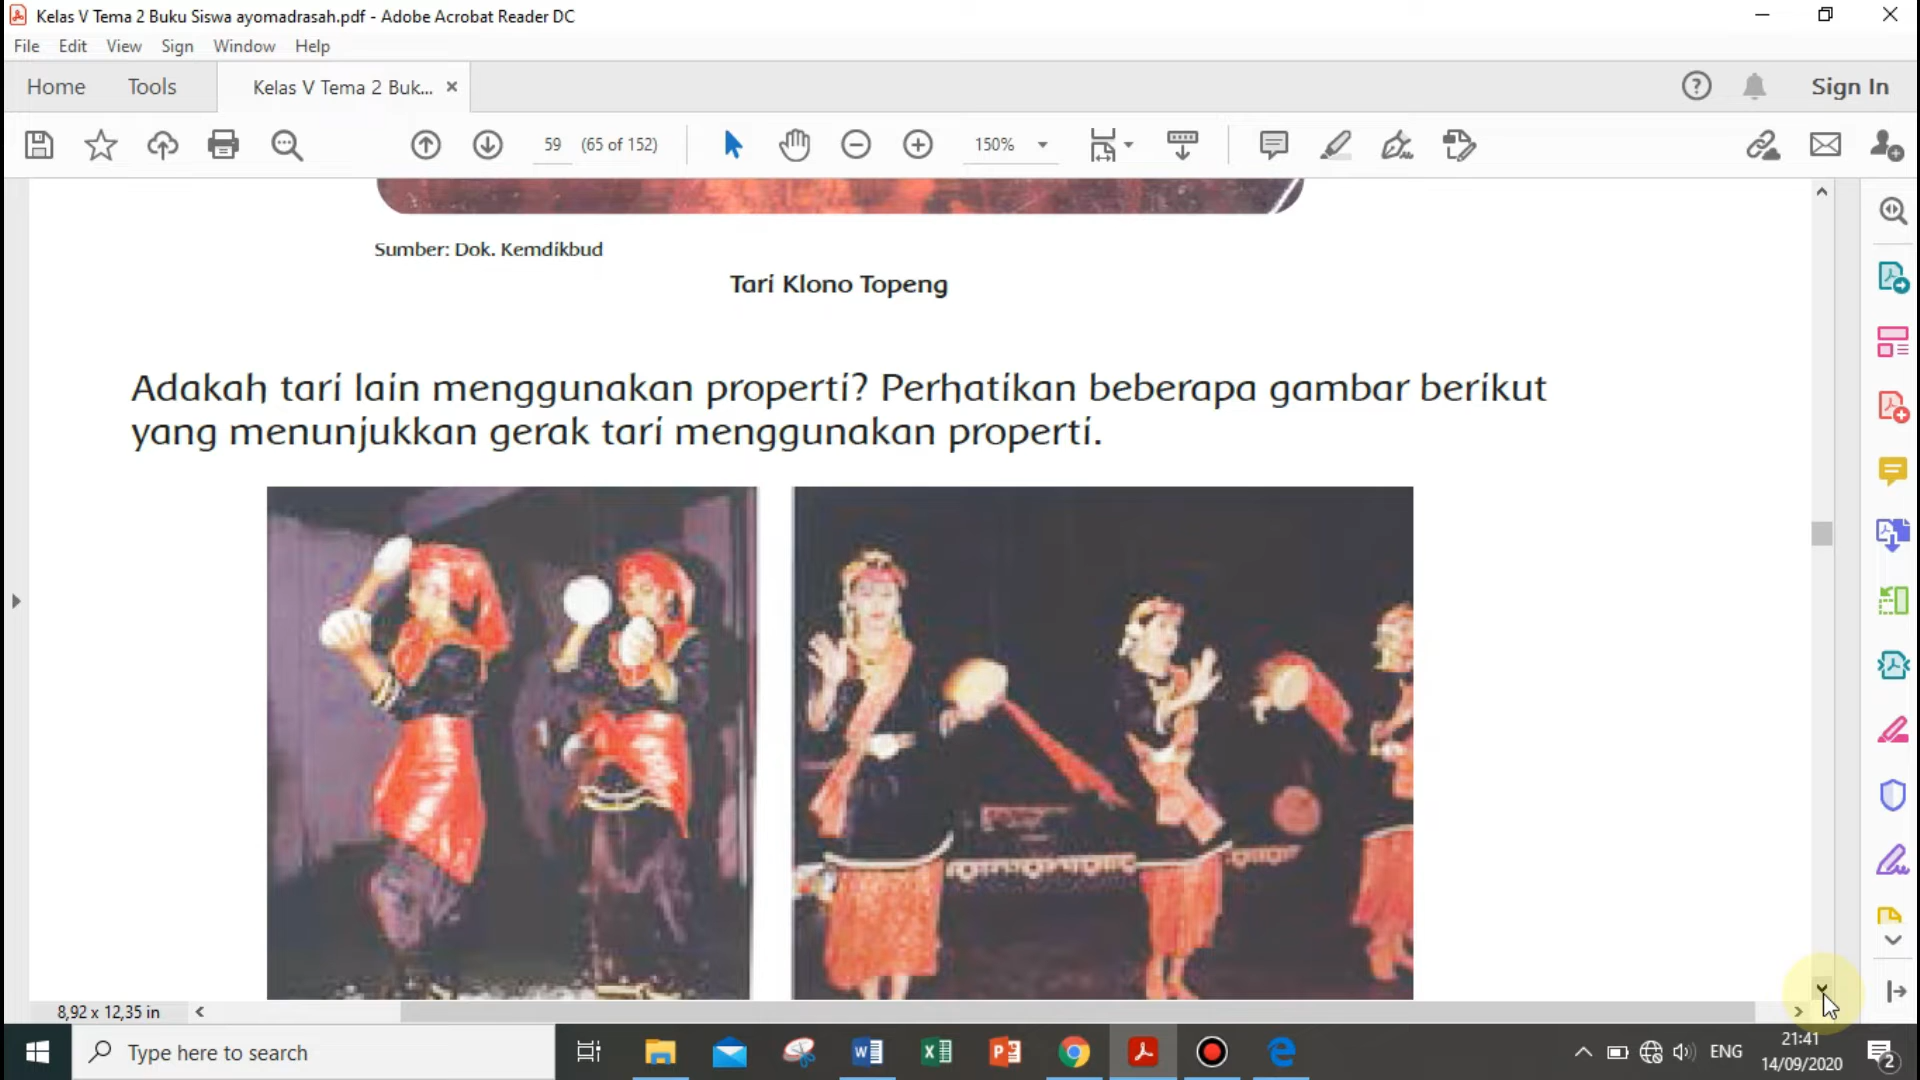 Kelas V Tema 2 Buku Siswa ayomadrasah.pdf - Adobe Acrobat Reader DC
File Edit View Sign Window Help
Home Tools Kelas V Tema 2 Buk... Sign In
59 (65 of 152) 150%
Sumber: Dok. Kemdikbud
Tari Klono Topeng
Adakah tari lain menggunakan properti? Perhatikan beberapa gambar berikut
yang menunjukkan gerak tari menggunakan properti.
8,92 x 12,35 in
Type here to search
ENG
21:41
14/09/2020
2